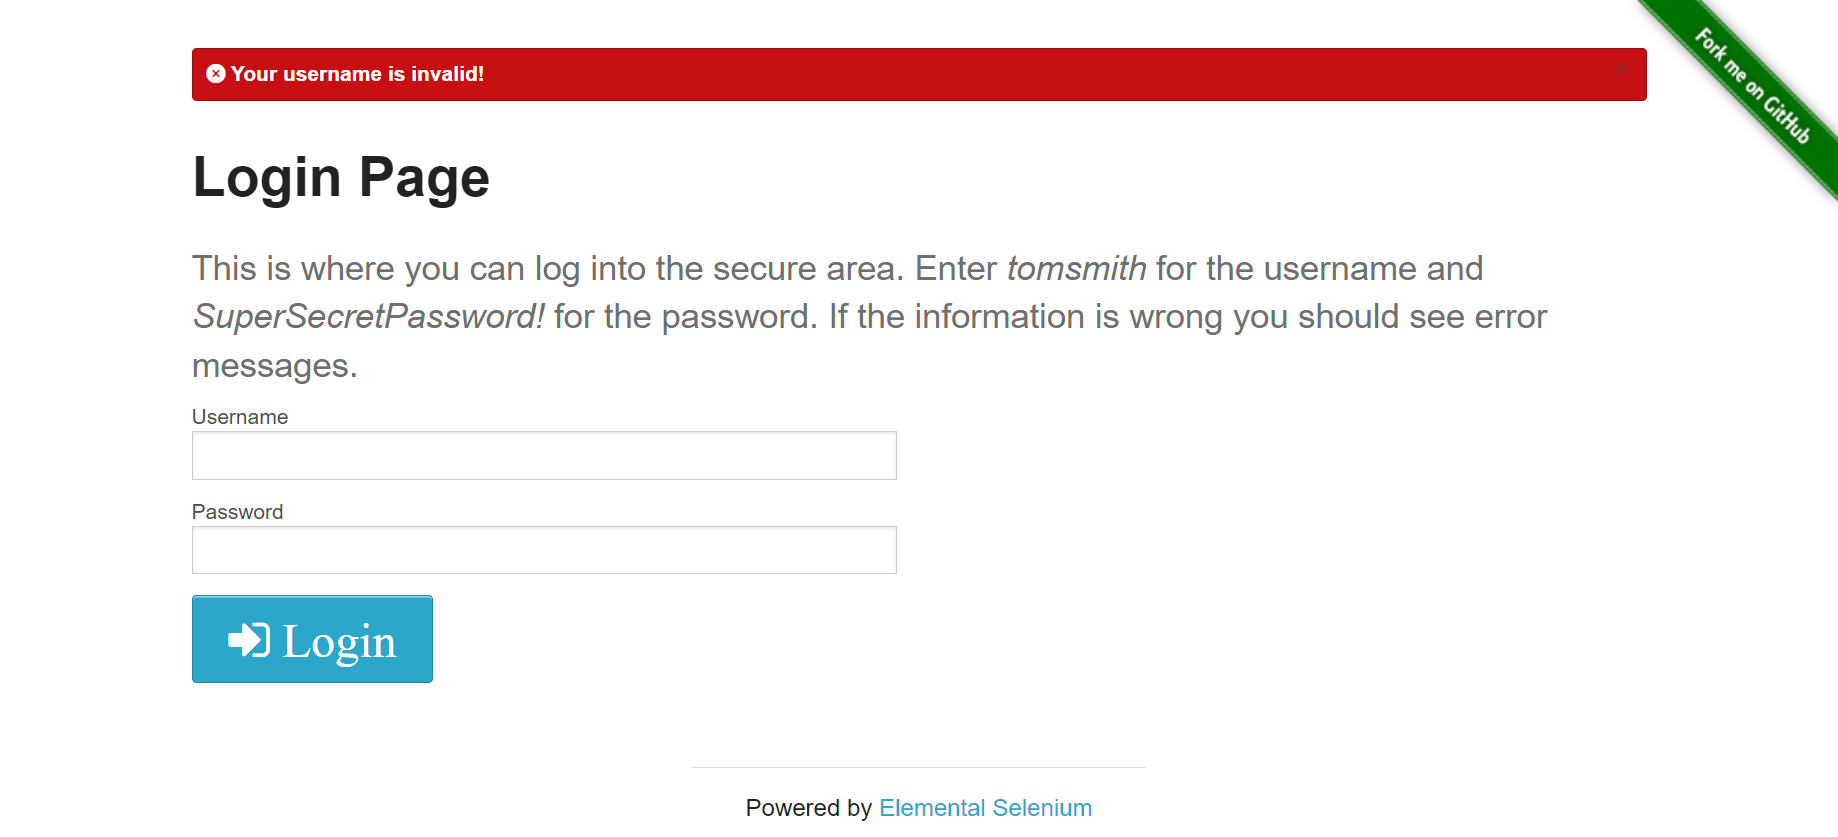 Your username is invalid!
Fork me on GitHub
Login Page
This is where you can log into the secure area. Enter tomsmith for the username and
SuperSecretPassword! for the password. If the information is wrong you should see error
messages.
Username
Password
Login
Powered by Elemental Selenium